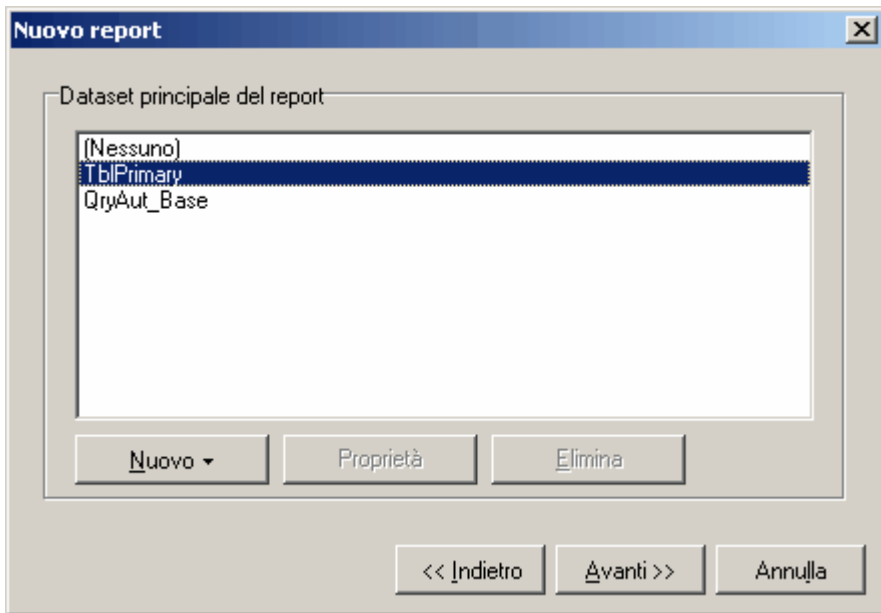 Nuovo report
Dataset principale del report
(Nessuno)
TblPrimary
QryAut_Base
Nuovo
Proprietà
Elimina
<< Indietro
Avanti >>
Annulla